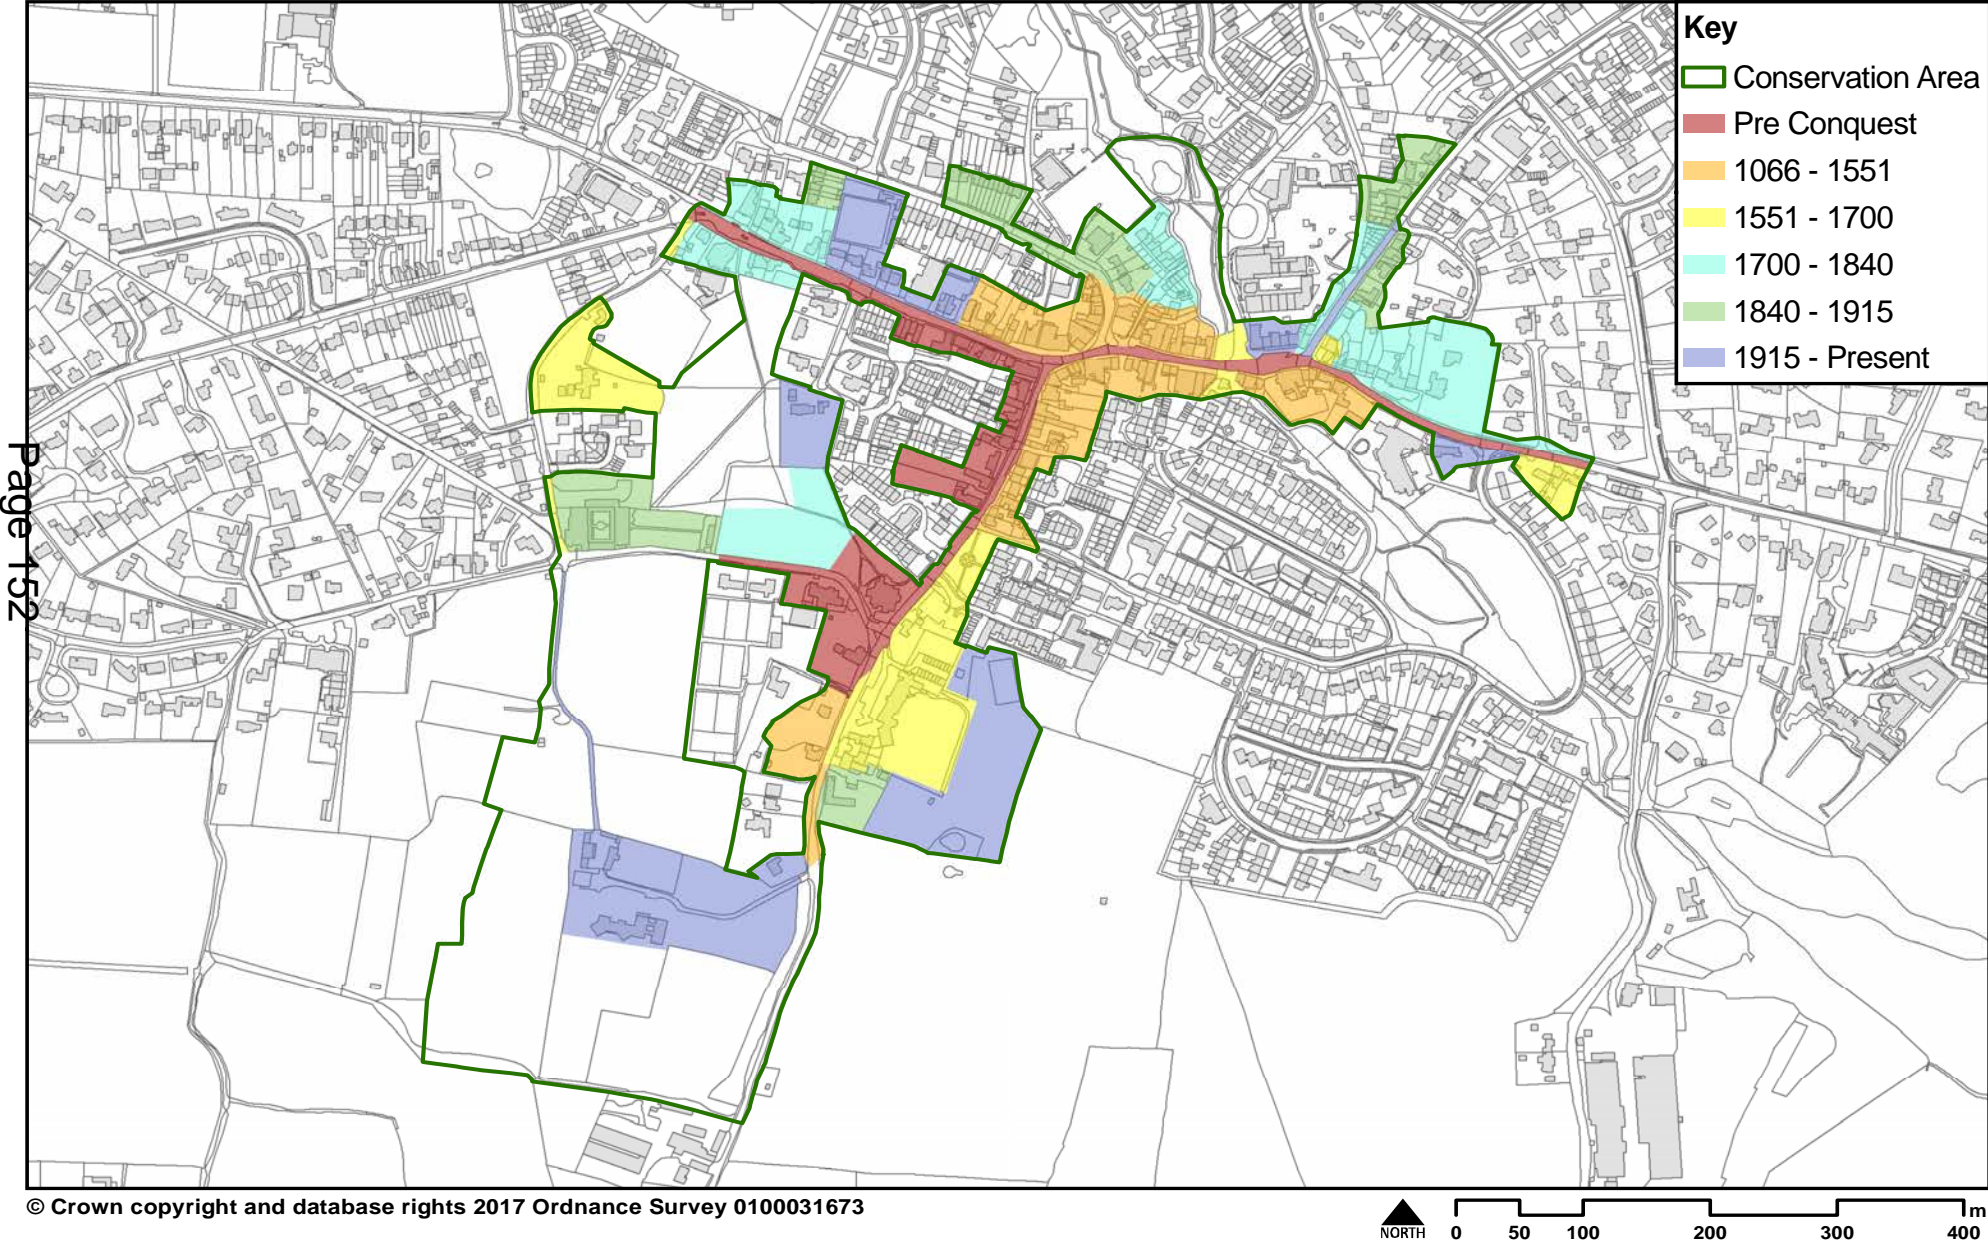 Key
Conservation Area
Pre Conquest
1066 - 1551
1551 - 1700
1700 - 1840
1840 - 1915
1915 - Present
Page 152
© Crown copyright and database rights 2017 Ordnance Survey 0100031673
NORTH
0 50 100 200 300 400 m